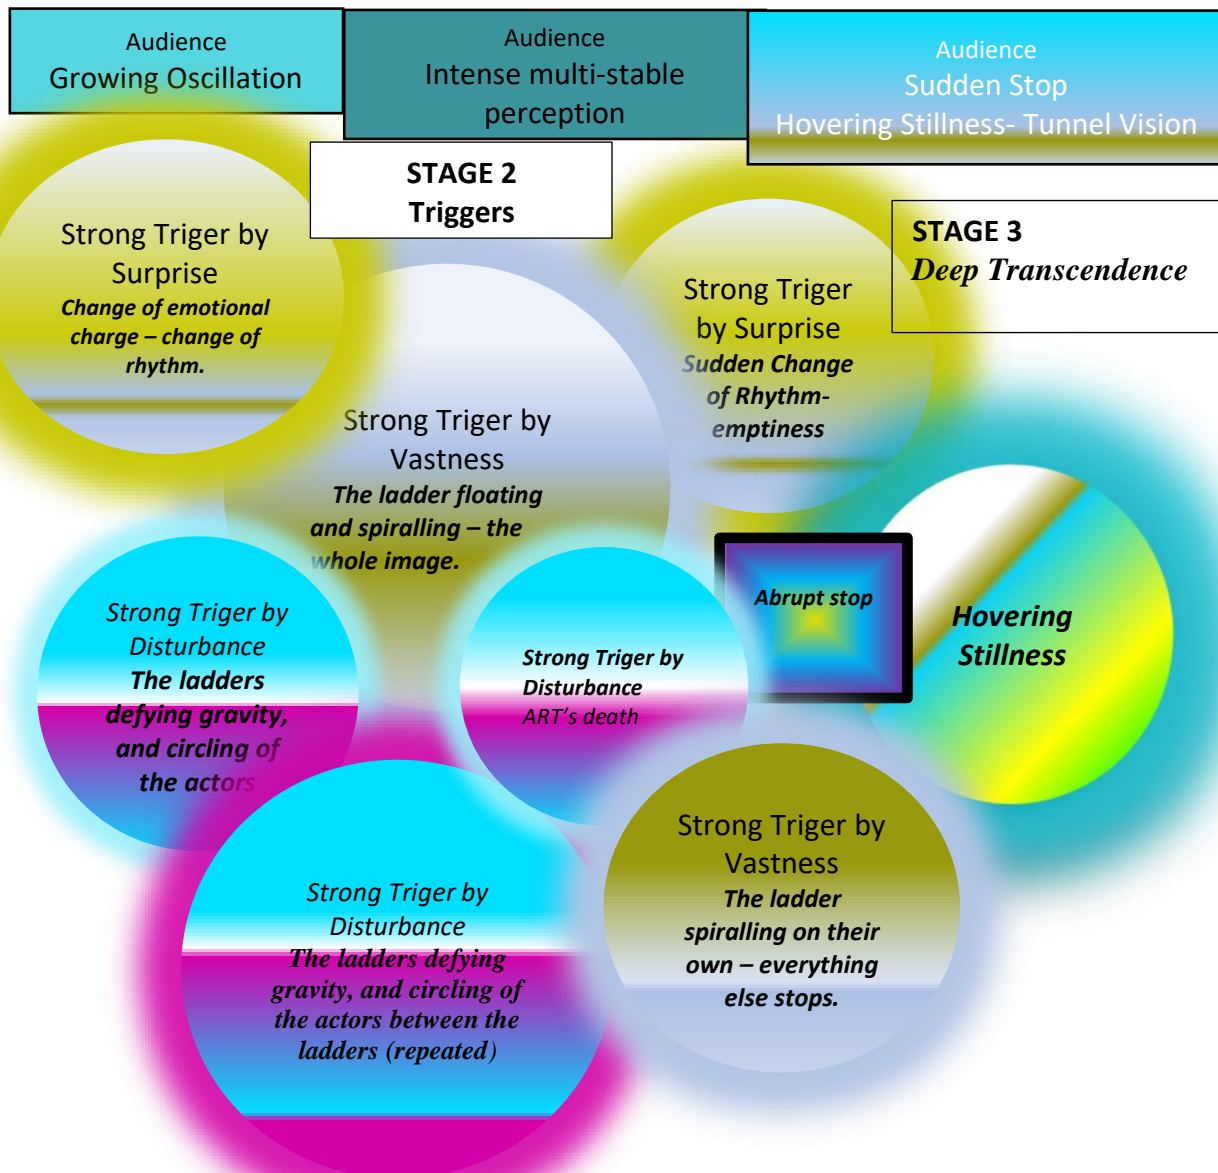 Audience
Growing Oscillation
Audience
Intense multi-stable
perception
Audience
Sudden Stop
Hovering Stillness- Tunnel Vision
STAGE 2
Triggers
STAGE 3
Deep Transcendence
Strong Triger by
Surprise
Change of emotional
charge – change of
rhythm.
Strong Triger by
Vastness
The ladder floating
and spiralling – the
whole image.
Strong Triger
by Surprise
Sudden Change
of Rhythm-
emptiness
Strong Triger by
Disturbance
The ladders
defying gravity,
and circling of
the actors
Strong Triger by
Disturbance
ART's death
Abrupt stop
Hovering
Stillness
Strong Triger by
Disturbance
The ladders defying
gravity, and circling of
the actors between the
ladders (repeated)
Strong Triger by
Vastness
The ladder
spiralling on their
own – everything
else stops.